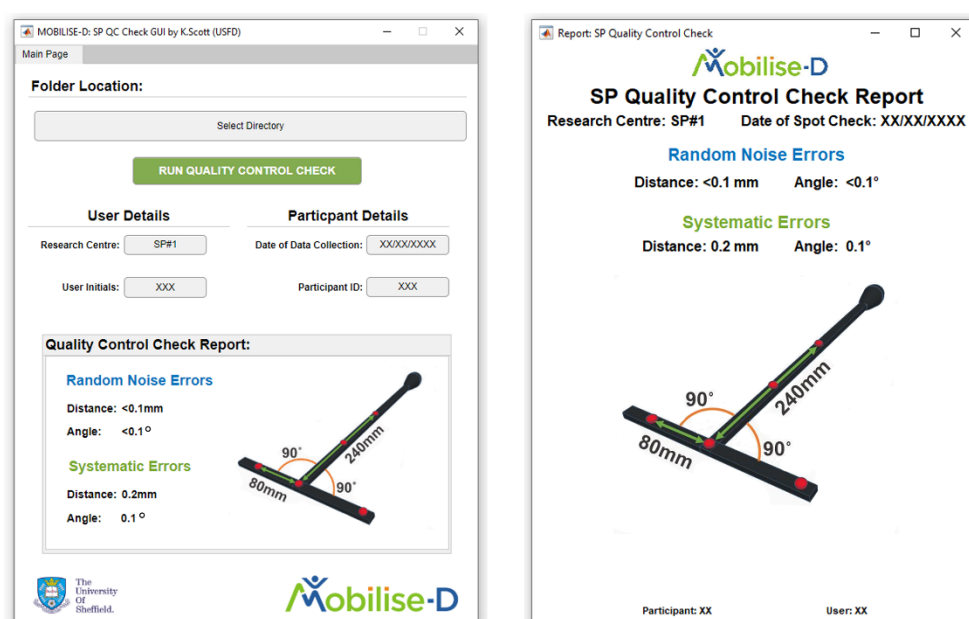 MOBILISE-D: SP QC Check GUI by K.Scott (USFD)
Main Page
Folder Location:
Select Directory
RUN QUALITY CONTROL CHECK
User Details
Particpant Details
Research Centre: SP#1
Date of Data Collection: XX/XX/XXXX
User Initials: XXX
Participant ID: XXX
Quality Control Check Report:
Random Noise Errors
Distance: <0.1mm
Angle: <0.1°
Systematic Errors
Distance: 0.2mm
Angle: 0.1°
90°
240mm
80mm
90°
The
University
Of
Sheffield.
Mobilise-D
Report: SP Quality Control Check
Mobilise-D
SP Quality Control Check Report
Research Centre: SP#1 Date of Spot Check: XX/XX/XXXX
Random Noise Errors
Distance: <0.1 mm Angle: <0.1°
Systematic Errors
Distance: 0.2 mm Angle: 0.1°
90°
240mm
80mm
90°
Participant: XX User: XX